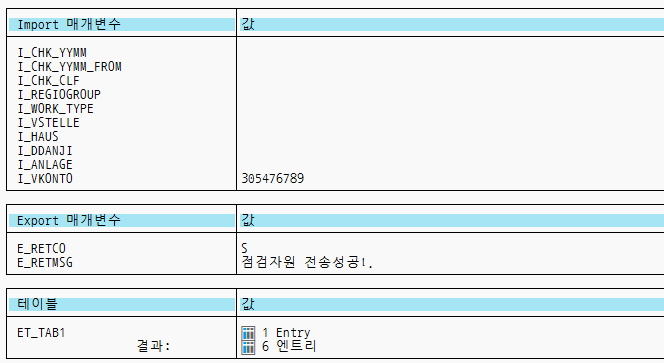 Import 매개변수 값
I_CHK_YYMM
I_CHK_YYMM_FROM
I_CHK_CLF
I_REGIOGROUP
I_WORK_TYPE
I_VSTELLE
I_HAUS
I_DDANJI
I_ANLAGE
I_VKONTO 305476789
Export 매개변수 값
E_RETCO S
E_RETMSG 점검자원 전송성공!.
테이블 값
ET_TAB1 1 Entry
결과: 6 엔트리